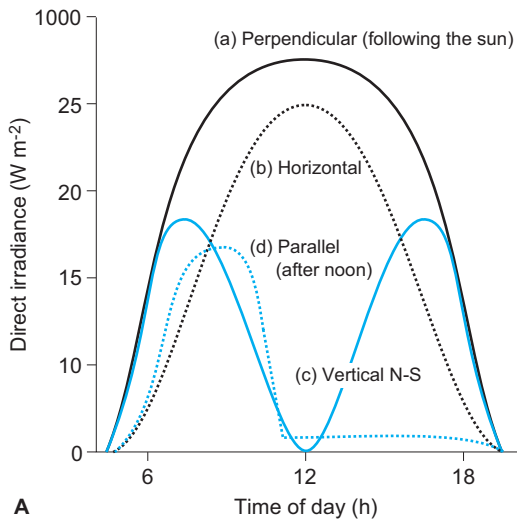 1000
(a) Perpendicular (following the sun)
25
(b) Horizontal
20
(d) Parallel
(after noon)
15
10
(c) Vertical N-S
0
6
12
18
Direct irradiance (W m-2)
Time of day (h)
A